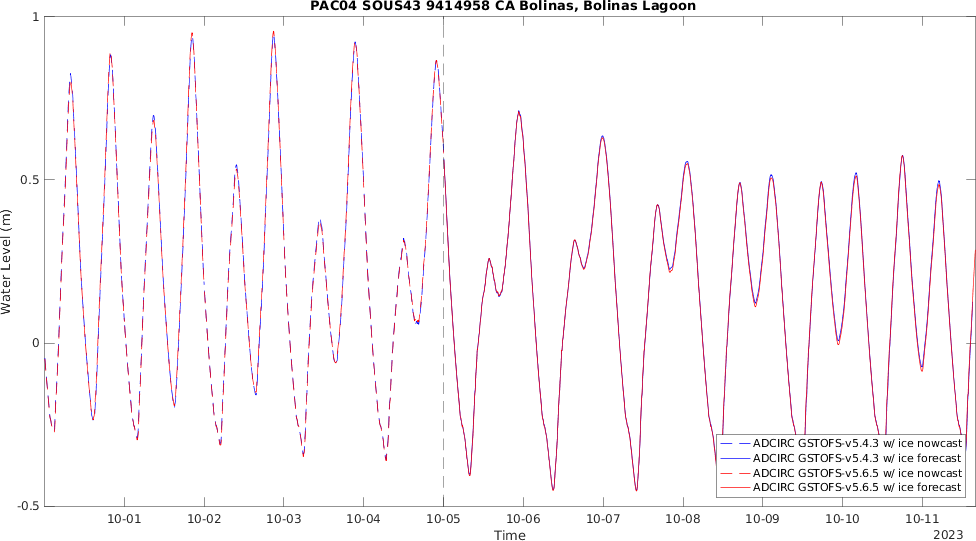 PAC04 SOUS43 9414958 CA Bolinas, Bolinas Lagoon
1
0.5
0
-0.5
Water Level (m)
10-01 10-02 10-03 10-04 10-05 10-06 10-07 10-08 10-09 10-10 10-11
Time
2023
ADCIRC GSTOFS-v5.4.3 w/ ice nowcast
ADCIRC GSTOFS-v5.4.3 w/ ice forecast
ADCIRC GSTOFS-v5.6.5 w/ ice nowcast
ADCIRC GSTOFS-v5.6.5 w/ ice forecast